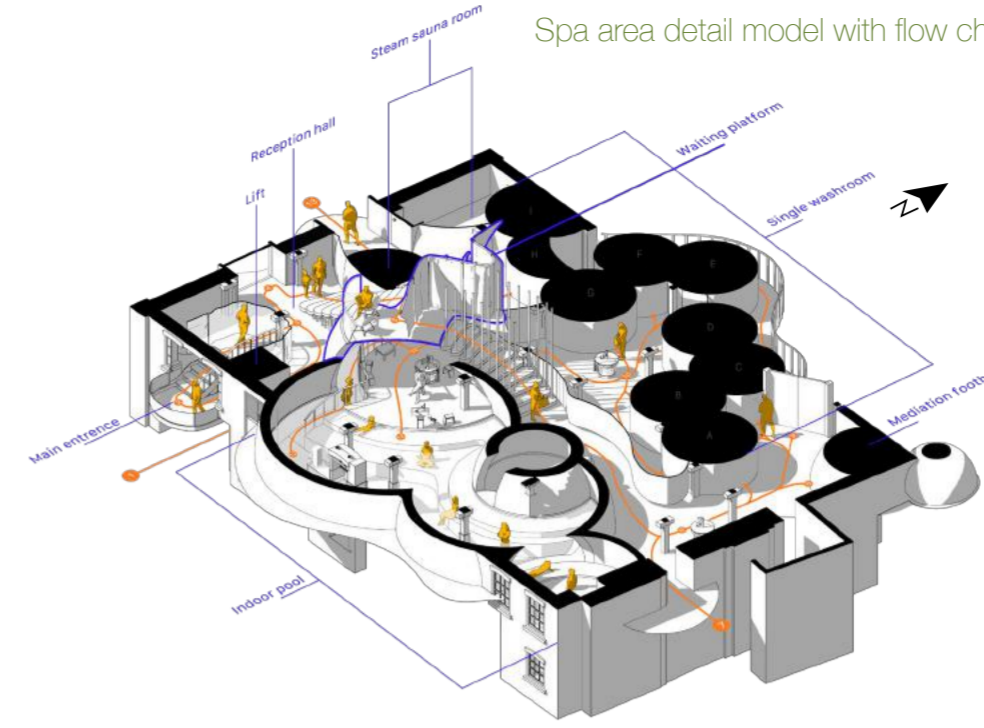 Spa area detail model with flow ch
Steam sauna room
Reception hall
Lift
Waiting platform
Single washroom
N
Mediation footh
Main entrence
Indoor pool
I
H
F
E
G
D
C
B
A